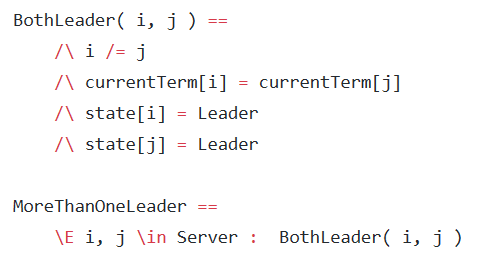 BothLeader( i, j ) ==
    /\ i /= j
    /\ currentTerm[i] = currentTerm[j]
    /\ state[i] = Leader
    /\ state[j] = Leader

MoreThanOneLeader ==
    \E i, j \in Server :  BothLeader( i, j )